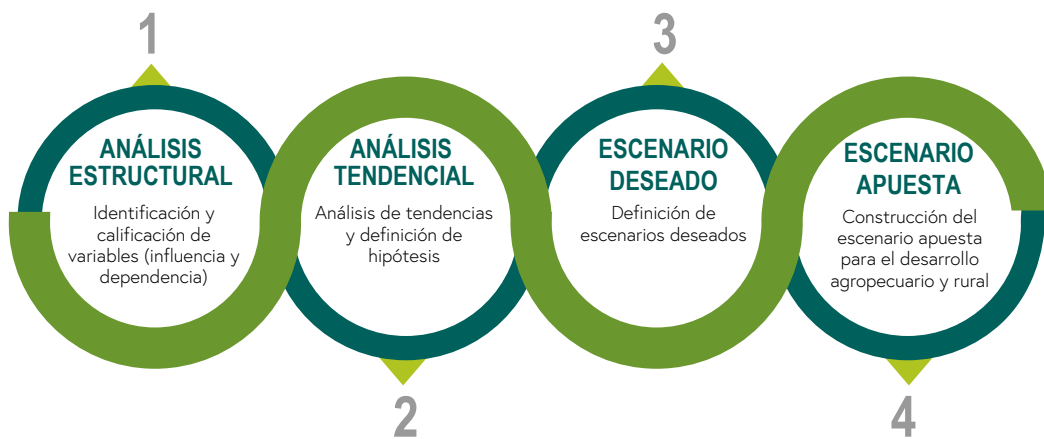 1
ANÁLISIS
ESTRUCTURAL
Identificación y
calificación de
variables (influencia y
dependencia)
2
ANÁLISIS
TENDENCIAL
Análisis de tendencias
y definición de
hipótesis
3
ESCENARIO
DESEADO
Definición de
escenarios deseados
4
ESCENARIO
APUESTA
Construcción del
escenario apuesta
para el desarrollo
agropecuario y rural